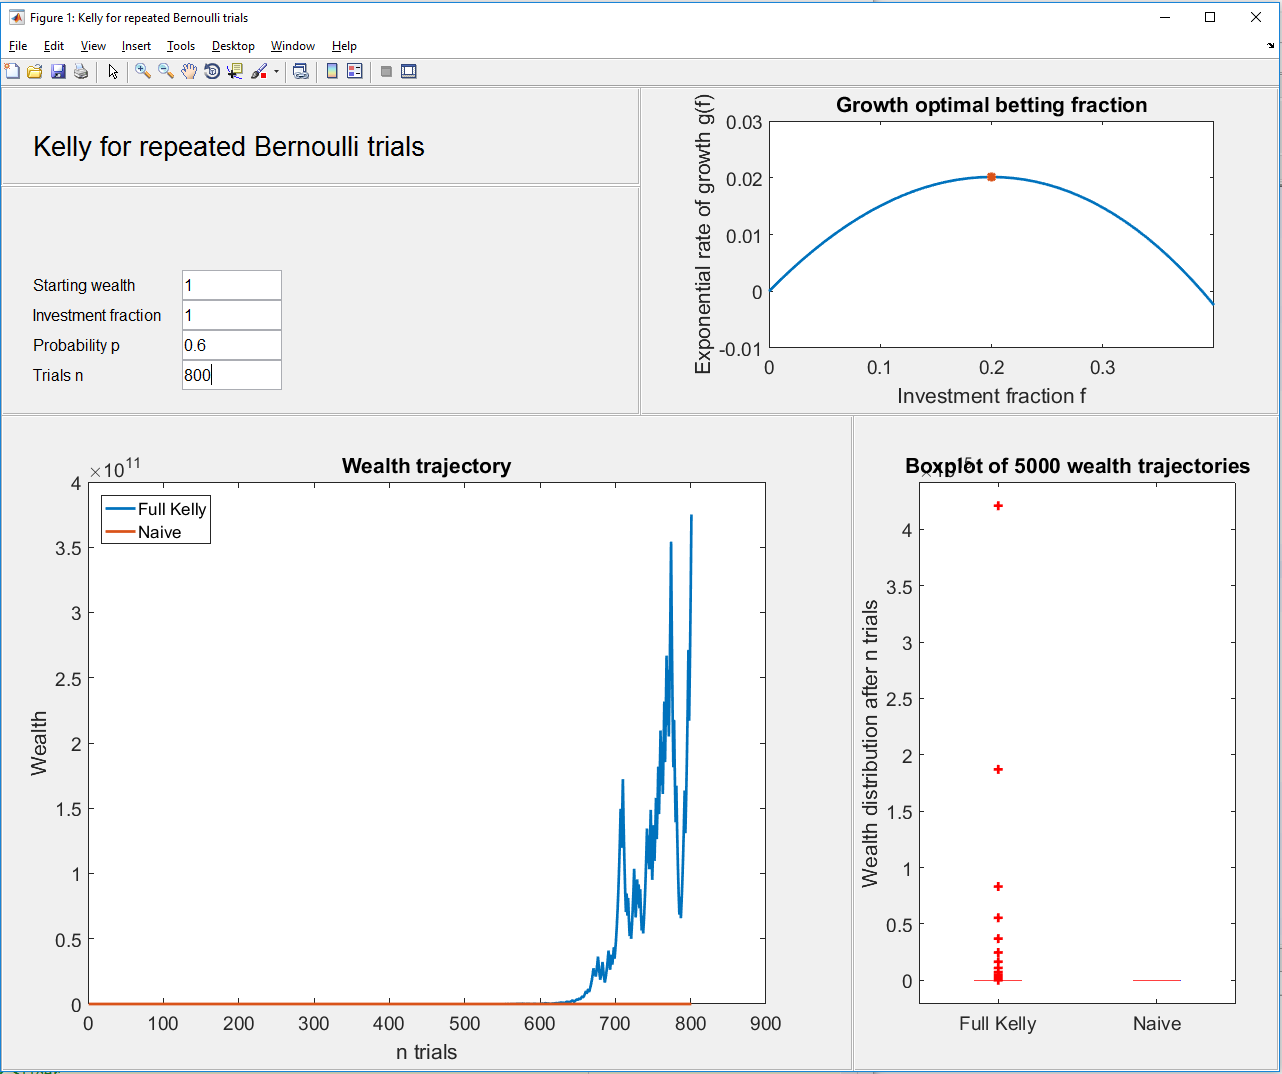 Figure 1: Kelly for repeated Bernoulli trials
File Edit View Insert Tools Desktop Window Help
Kelly for repeated Bernoulli trials
Starting wealth 1
Investment fraction 1
Probability p 0.6
Trials n 800
Growth optimal betting fraction
Exponential rate of growth g(f)
0.03
0.02
0.01
0
-0.01
0 0.1 0.2 0.3
Investment fraction f
Wealth trajectory
×10^11
Full Kelly
Naive
Wealth
4
3.5
3
2.5
2
1.5
1
0.5
0
0 100 200 300 400 500 600 700 800 900
n trials
Boxplot of 5000 wealth trajectories
Wealth distribution after n trials
4
3.5
3
2.5
2
1.5
1
0.5
0
Full Kelly Naive